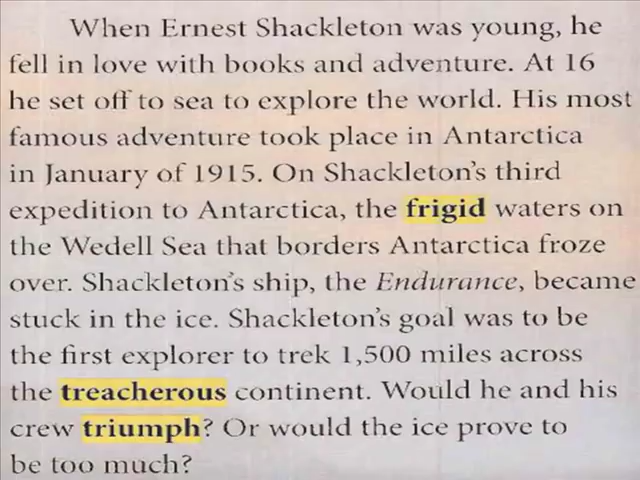 When Ernest Shackleton was young, he
fell in love with books and adventure. At 16
he set off to sea to explore the world. His most
famous adventure took place in Antarctica
in January of 1915. On Shackleton's third
expedition to Antarctica, the frigid waters on
the Wedell Sea that borders Antarctica froze
over. Shackleton's ship, the Endurance, became
stuck in the ice. Shackleton's goal was to be
the first explorer to trek 1,500 miles across
the treacherous continent. Would he and his
crew triumph? Or would the ice prove to
be too much?